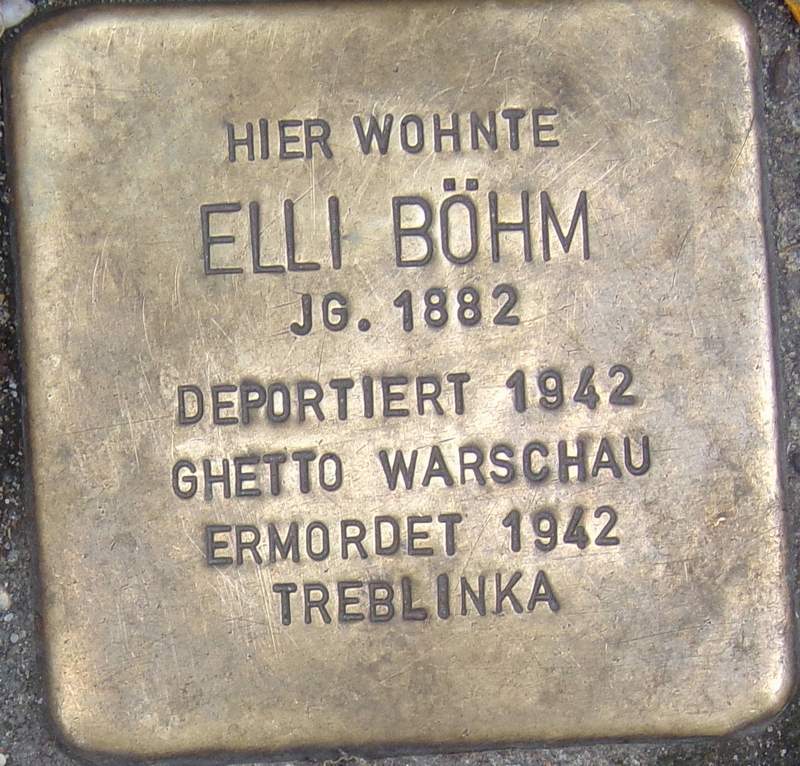 HIER WOHNTE
ELLI BÖHM
JG. 1882
DEPORTIERT 1942
GHETTO WARSCHAU
ERMORDET 1942
TREBLINKA